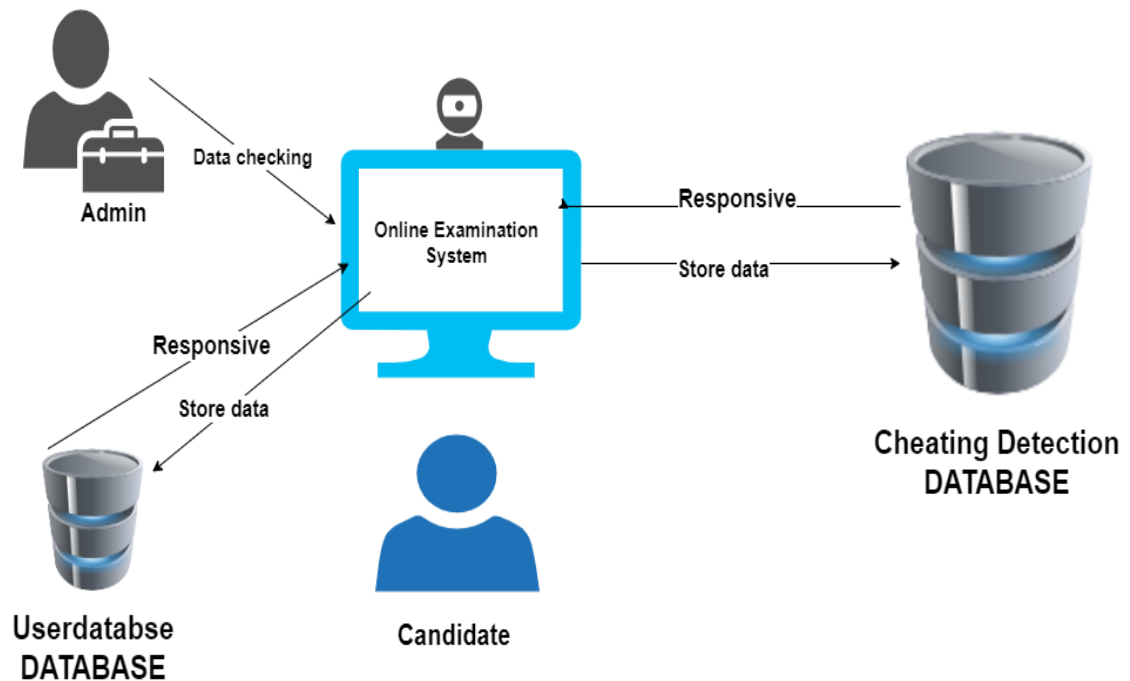 Data checking
Admin
Online Examination
System
Responsive
Store data
Responsive
Store data
Cheating Detection
DATABASE
Userdatabse
DATABASE
Candidate